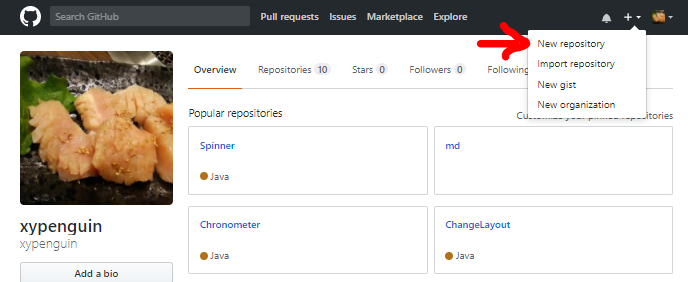 Search GitHub
Pull requests Issues Marketplace Explore
New repository
Import repository
New gist
New organization
Overview Repositories 10 Stars 0 Followers 0 Following
Popular repositories
Customize your pinned repositories
Spinner
Java
md
Chronometer
Java
ChangeLayout
Java
xypenguin
xypenguin
Add a bio